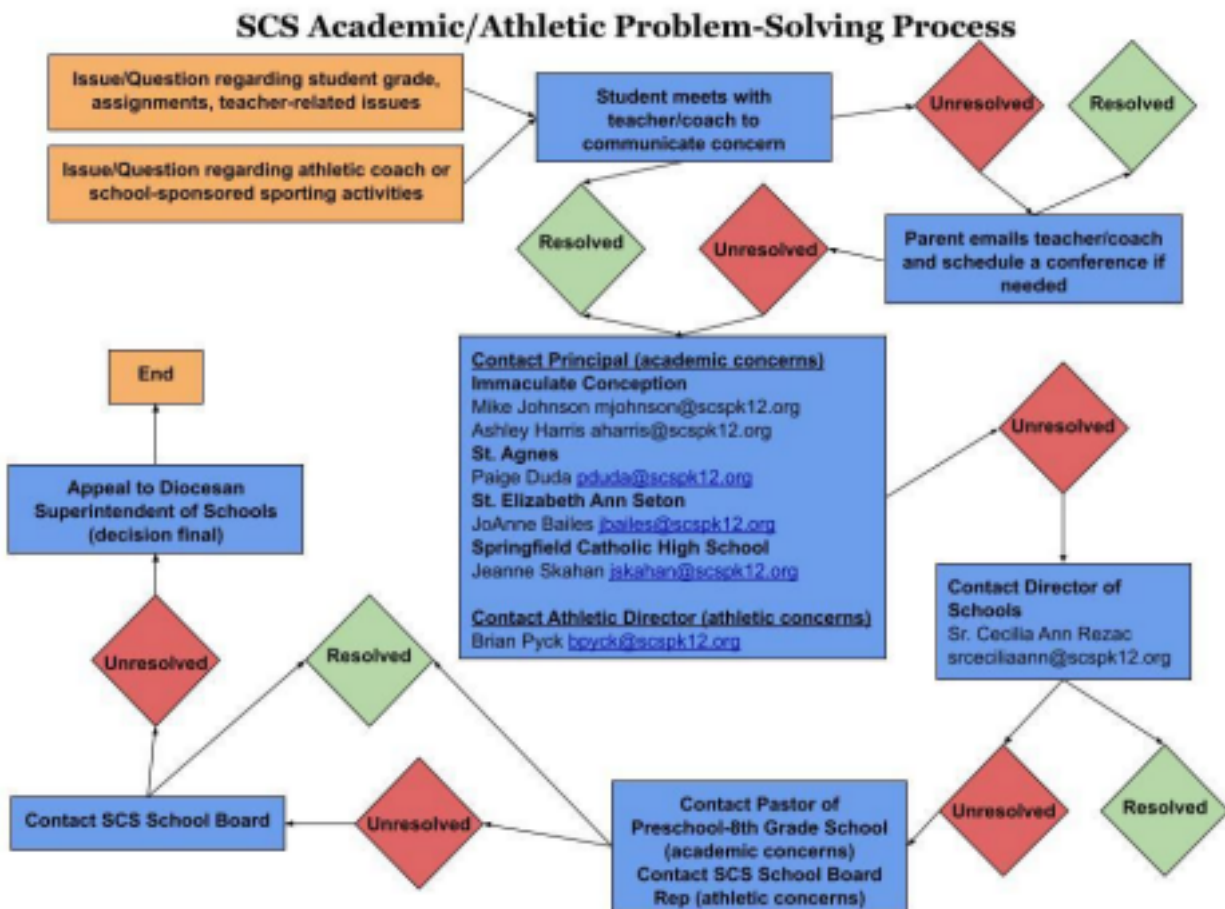 SCS Academic/Athletic Problem-Solving Process
Issue/Question regarding student grade,
assignments, teacher-related issues
Issue/Question regarding athletic coach or
school-sponsored sporting activities
Student meets with
teacher/coach to
communicate concern
Unresolved
Resolved
Parent emails teacher/coach
and schedule a conference if
needed
Resolved
Unresolved
Contact Principal (academic concerns)
Immaculate Conception
Mike Johnson mjohnson@scspk12.org
Ashley Harris aharris@scspk12.org
St. Agnes
Paige Duda pduda@scspk12.org
St. Elizabeth Ann Seton
JoAnne Bailes jbailes@scspk12.org
Springfield Catholic High School
Jeanne Skahan jskahan@scspk12.org
Contact Athletic Director (athletic concerns)
Brian Pyck bpyck@scspk12.org
Unresolved
Contact Director of
Schools
Sr. Cecilia Ann Rezac
srceciliaann@scspk12.org
Unresolved
Resolved
Contact Pastor of
Preschool-8th Grade School
(academic concerns)
Contact SCS School Board
Rep (athletic concerns)
Unresolved
Resolved
Contact SCS School Board
Unresolved
Appeal to Diocesan
Superintendent of Schools
(decision final)
End